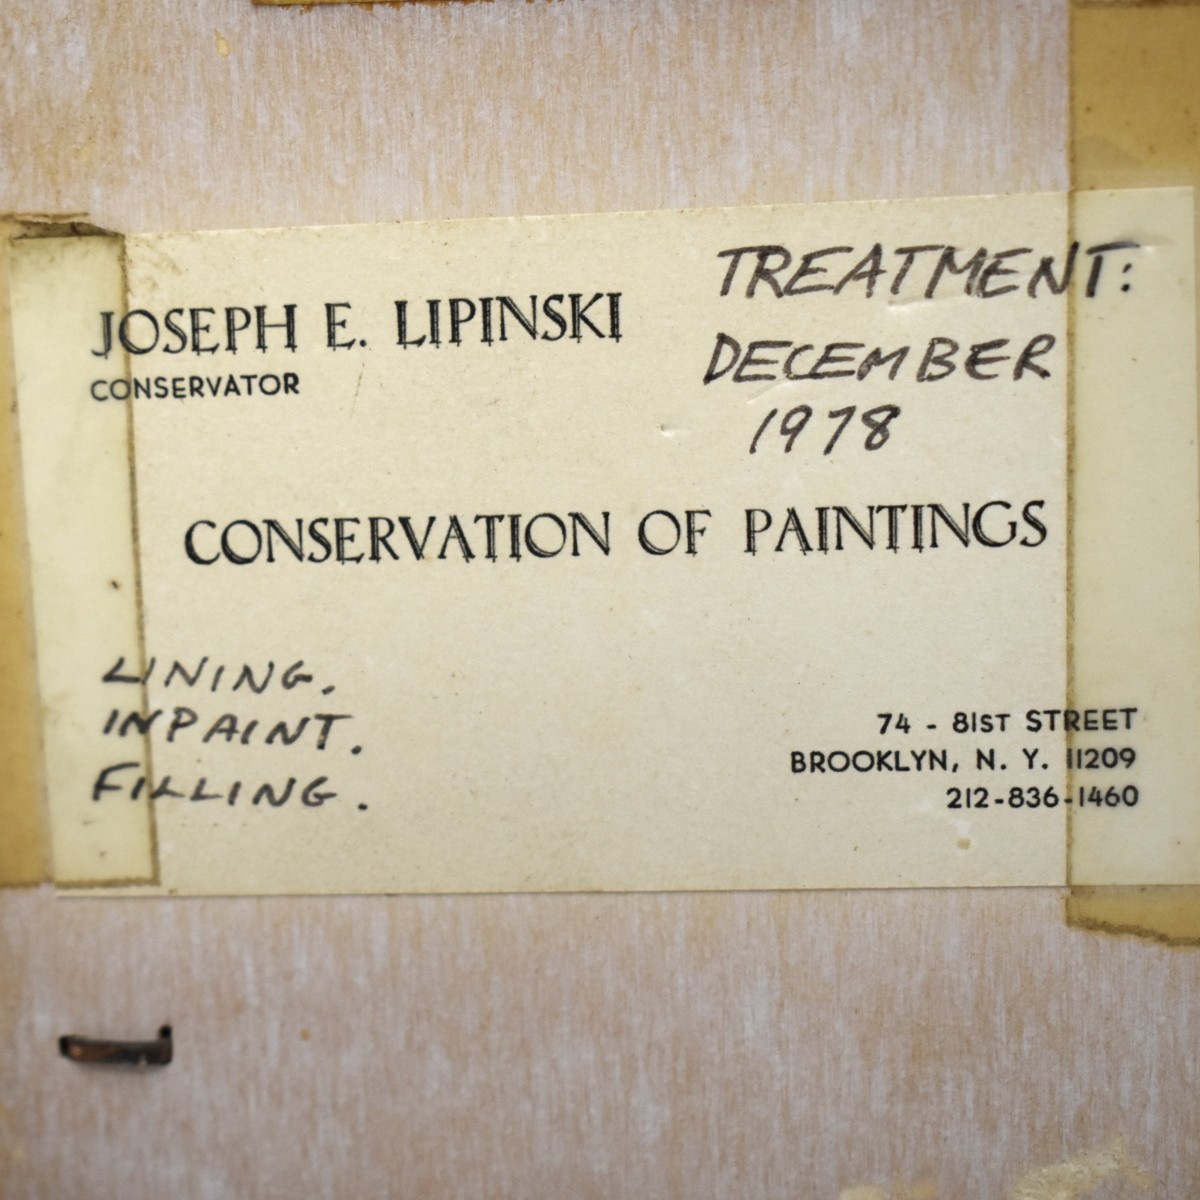 JOSEPH E. LIPINSKI
CONSERVATOR
TREATMENT:
DECEMBER
1978
CONSERVATION OF PAINTINGS
LINING.
INPAINT.
FILLING.
74 - 81ST STREET
BROOKLYN, N. Y. 11209
212-836-1460